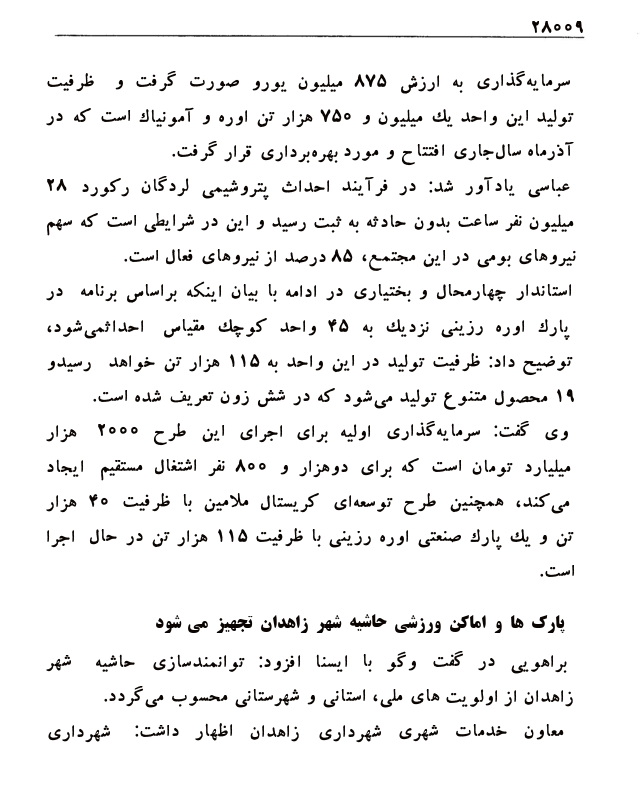 ۲۸۰۰۹
سرمایه‌گذاری به ارزش ۸۷۵ میلیون یورو صورت گرفت و ظرفیت
تولید این واحد یك میلیون و ۷۵۰ هزار تن اوره و آمونیاك است که در
آذرماه سال‌جاری افتتاح و مورد بهره‌برداری قرار گرفت.
عباسی یادآور شد: در فرآیند احداث پتروشیمی لردگان رکورد ۲۸
میلیون نفر ساعت بدون حادثه به ثبت رسید و این در شرایطی است که سهم
نیروهای بومی در این مجتمع، ۸۵ درصد از نیروهای فعال است.
استاندار چهارمحال و بختیاری در ادامه با بیان اینکه براساس برنامه در
پارك اوره رزینی نزدیك به ۴۵ واحد کوچك مقیاس احداثمی‌شود،
توضیح داد: ظرفیت تولید در این واحد به ۱۱۵ هزار تن خواهد رسیدو
۱۹ محصول متنوع تولید می‌شود که در شش زون تعریف شده است.
وی گفت: سرمایه‌گذاری اولیه برای اجرای این طرح ۲۰۰۰ هزار
میلیارد تومان است که برای دوهزار و ۸۰۰ نفر اشتغال مستقیم ایجاد
می‌کند، همچنین طرح توسعه‌ای کریستال ملامین با ظرفیت ۴۰ هزار
تن و یك پارك صنعتی اوره رزینی با ظرفیت ۱۱۵ هزار تن در حال اجرا
است.
پارک ها و اماکن ورزشی حاشیه شهر زاهدان تجهیز می شود
براهویی در گفت وگو با ایسنا افزود: توانمندسازی حاشیه شهر
زاهدان از اولویت های ملی، استانی و شهرستانی محسوب می‌گردد.
معاون خدمات شهری شهرداری زاهدان اظهار داشت: شهرداری